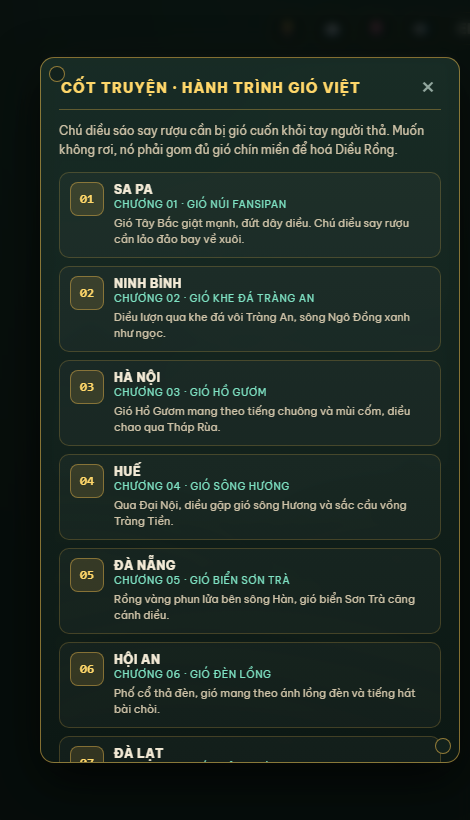 CỐT TRUYỆN · HÀNH TRÌNH GIÓ VIỆT ✕
Chú diều sáo say rượu cần bị gió cuốn khỏi tay người thả. Muốn
không rơi, nó phải gom đủ gió chín miền để hoá Diều Rồng.
01
SA PA
CHƯƠNG 01 · GIÓ NÚI FANSIPAN
Gió Tây Bắc giật mạnh, đứt dây diều. Chú diều say rượu
cần lảo đảo bay về xuôi.
02
NINH BÌNH
CHƯƠNG 02 · GIÓ KHE ĐÁ TRÀNG AN
Diều lượn qua khe đá vôi Tràng An, sông Ngô Đồng xanh
như ngọc.
03
HÀ NỘI
CHƯƠNG 03 · GIÓ HỒ GƯƠM
Gió Hồ Gươm mang theo tiếng chuông và mùi cốm, diều
chao qua Tháp Rùa.
04
HUẾ
CHƯƠNG 04 · GIÓ SÔNG HƯƠNG
Qua Đại Nội, diều gặp gió sông Hương và sắc cầu vồng
Tràng Tiền.
05
ĐÀ NẴNG
CHƯƠNG 05 · GIÓ BIỂN SƠN TRÀ
Rồng vàng phun lửa bên sông Hàn, gió biển Sơn Trà căng
cánh diều.
06
HỘI AN
CHƯƠNG 06 · GIÓ ĐÈN LỒNG
Phố cổ thả đèn, gió mang theo ánh lồng đèn và tiếng hát
bài chòi.
07
ĐÀ LẠT